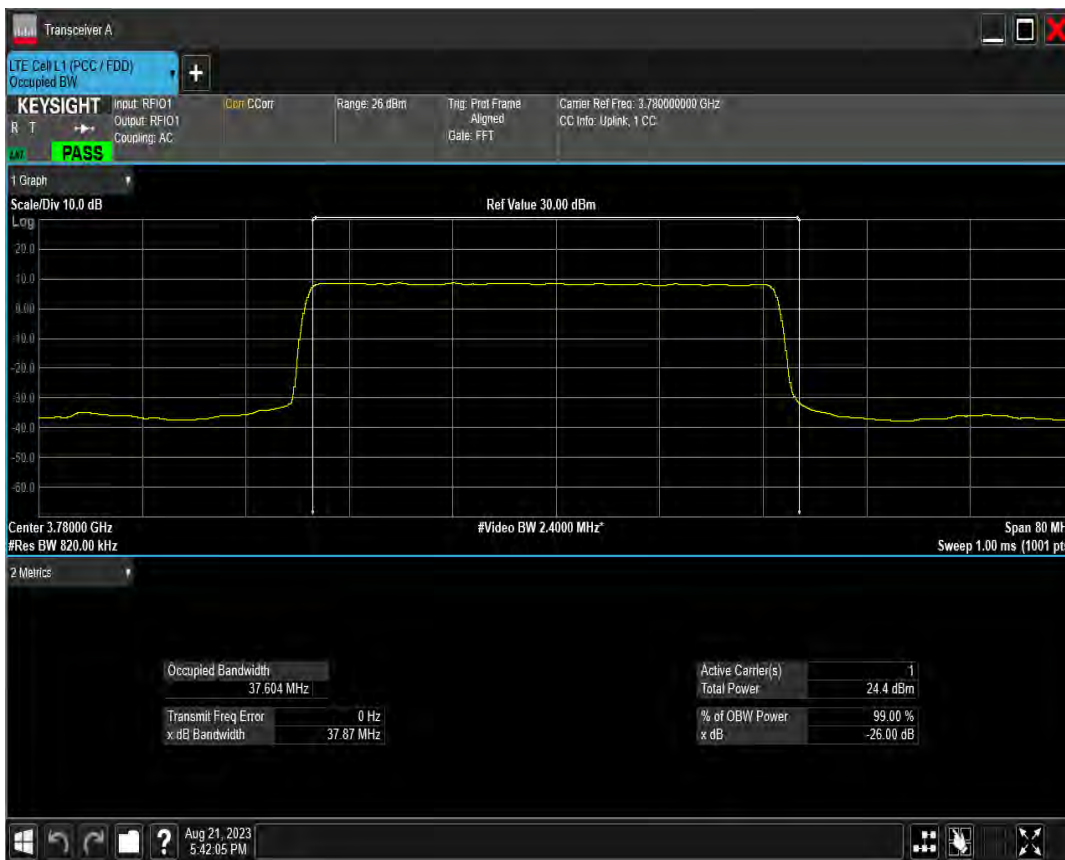 Transceiver A
LTE Cell L1 (PCC / FDD)
Occupied BW
KEYSIGHT
R T
PASS
Input: RFIO1
Output: RFIO1
Coupling: AC
Corr CCorr
Range: 26 dBm
Trig: Prot Frame
Aligned
Gate: FFT
Carrier Ref Freq: 3.780000000 GHz
CC Info: Uplink, 1 CC
1 Graph
Scale/Div 10.0 dB
Ref Value 30.00 dBm
Log
20.0
10.0
0.00
-10.0
-20.0
-30.0
-40.0
-50.0
-60.0
Center 3.78000 GHz
#Video BW 2.4000 MHz*
Span 80 MH
#Res BW 820.00 kHz
Sweep 1.00 ms (1001 pts
2 Metrics
Occupied Bandwidth
37.604 MHz
Transmit Freq Error 0 Hz
x dB Bandwidth 37.87 MHz
Active Carrier(s) 1
Total Power 24.4 dBm
% of OBW Power 99.00 %
x dB -26.00 dB
Aug 21, 2023
5:42:05 PM